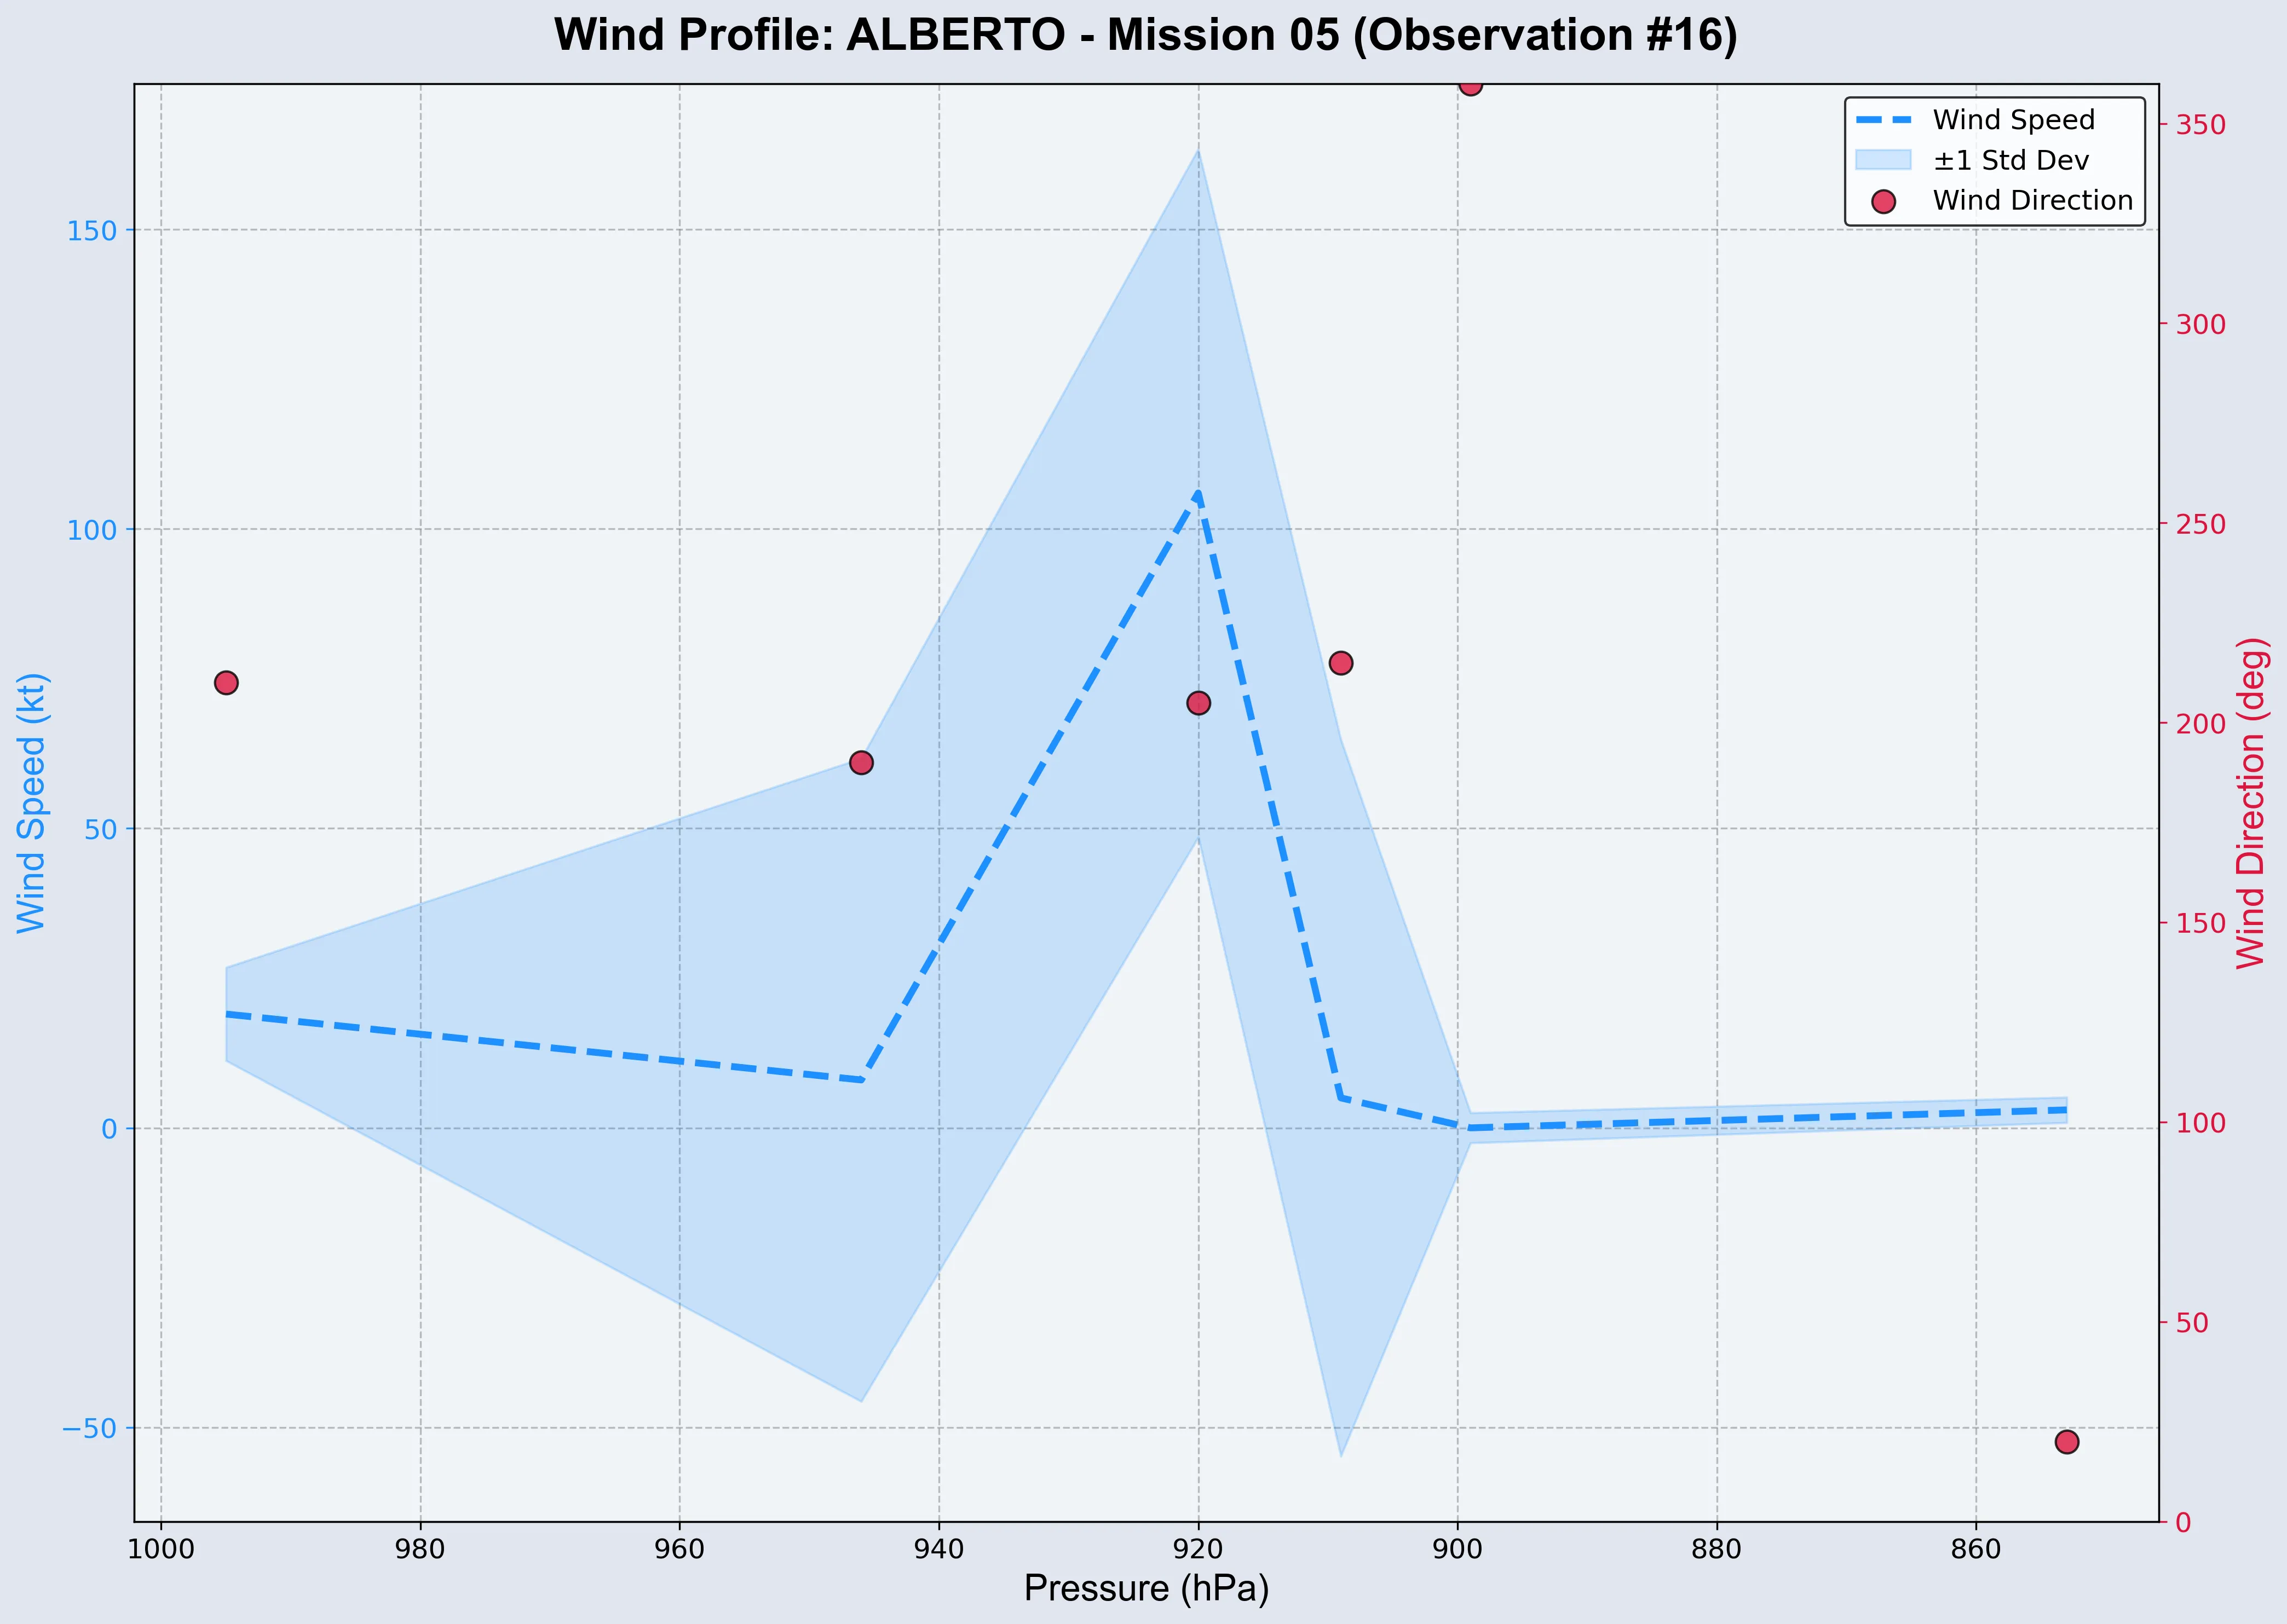 Wind Profile: ALBERTO - Mission 05 (Observation #16)
Wind Speed
±1 Std Dev
Wind Direction
Wind Speed (kt)
150
100
50
0
−50
350
300
250
200
150
100
50
0
Wind Direction (deg)
1000 980 960 940 920 900 880 860
Pressure (hPa)